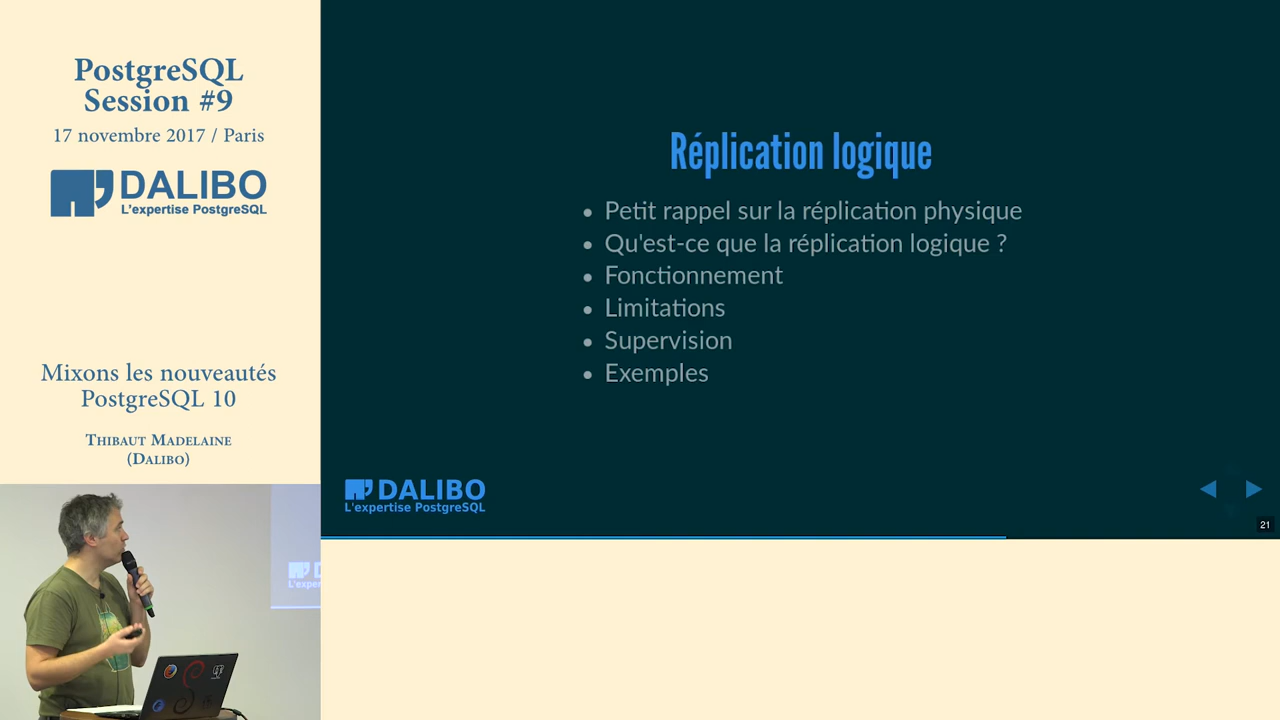 PostgreSQL
Session #9
17 novembre 2017 / Paris
DALIBO
L'expertise PostgreSQL
Mixons les nouveautés
PostgreSQL 10
Thibaut Madelaine
(Dalibo)
Réplication logique
• Petit rappel sur la réplication physique
• Qu'est-ce que la réplication logique ?
• Fonctionnement
• Limitations
• Supervision
• Exemples
DALIBO
L'expertise PostgreSQL
21